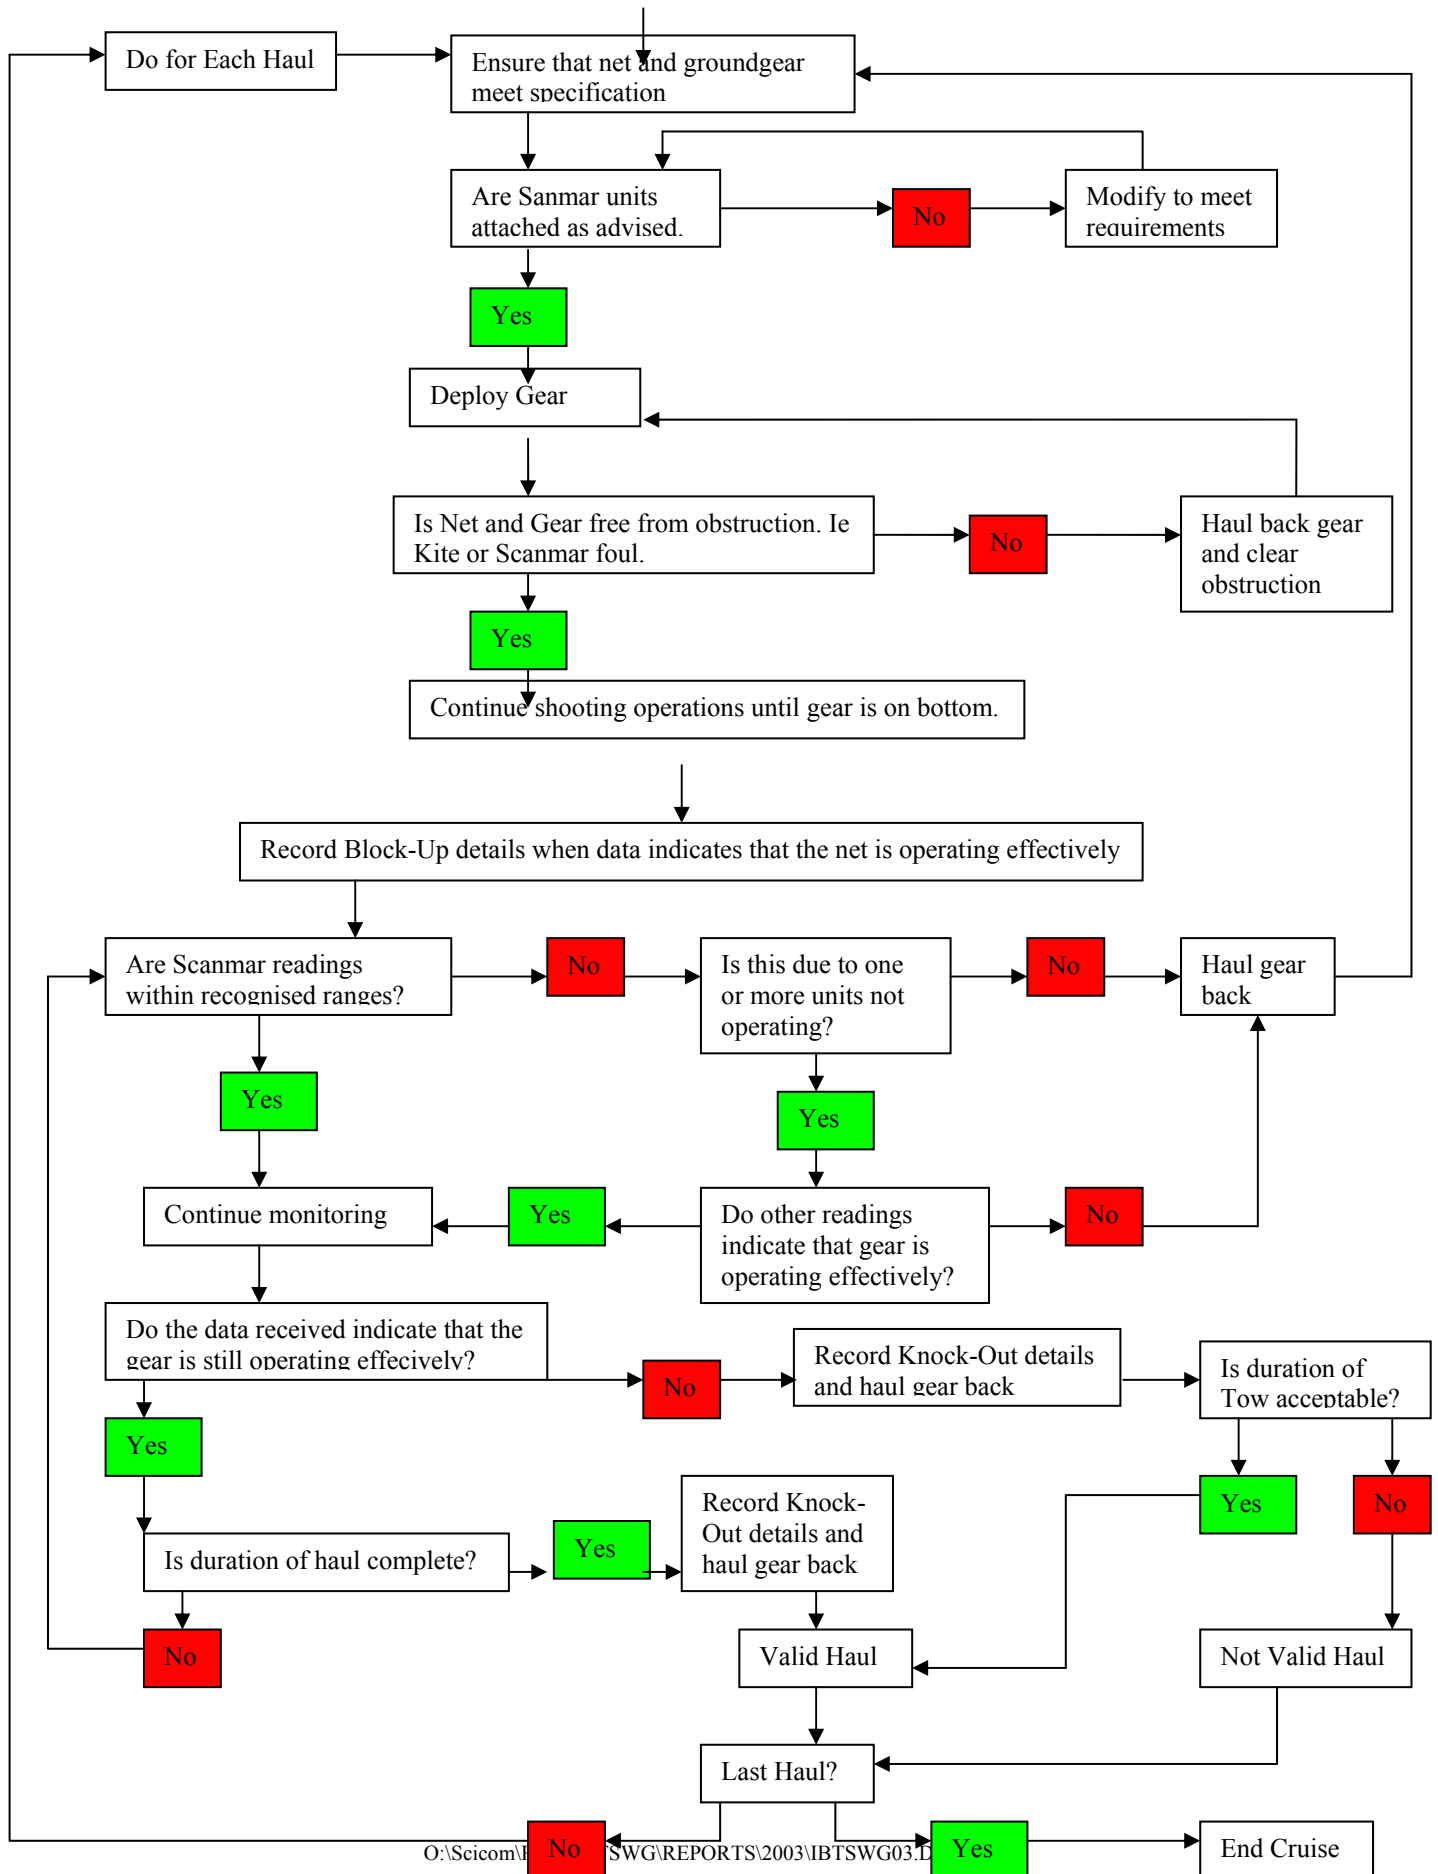 Do for Each Haul
Ensure that net and groundgear
meet specification
Are Sanmar units
attached as advised.
No
Modify to meet
requirements
Yes
Deploy Gear
Is Net and Gear free from obstruction. Ie
Kite or Scanmar foul.
No
Haul back gear
and clear
obstruction
Yes
Continue shooting operations until gear is on bottom.
Record Block-Up details when data indicates that the net is operating effectively
Are Scanmar readings
within recognised ranges?
No
Is this due to one
or more units not
operating?
No
Haul gear
back
Yes
Yes
Continue monitoring
Yes
Do other readings
indicate that gear is
operating effectively?
No
Do the data received indicate that the
gear is still operating effecively?
No
Record Knock-Out details
and haul gear back
Is duration of
Tow acceptable?
Yes
Yes
No
Is duration of haul complete?
Yes
Record Knock-
Out details and
haul gear back
No
Valid Haul
Not Valid Haul
Last Haul?
No
Yes
End Cruise
O:\Scicom\ SWG\REPORTS\2003\IBTSWG03.D